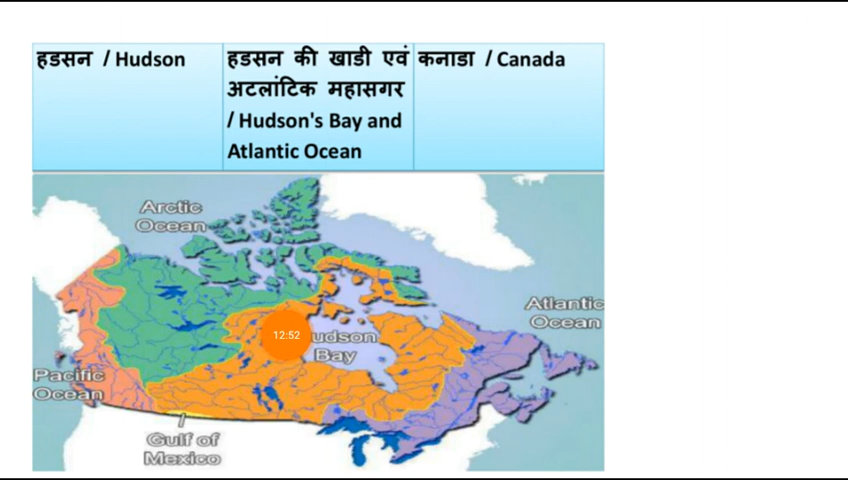 हडसन / Hudson
हडसन की खाडी एवं
अटलांटिक महासगर
/ Hudson's Bay and
Atlantic Ocean
कनाडा / Canada
Arctic
Ocean
Atlantic
Ocean
12:52
udson
Bay
Pacific
Ocean
Gulf of
Mexico